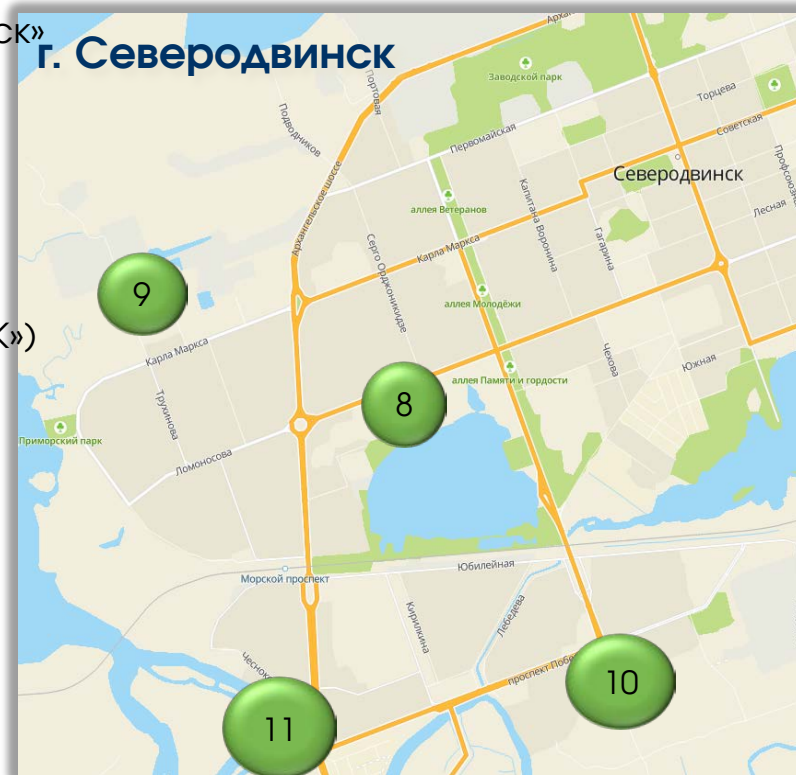 ск»
г. Северодвинск
Заводской парк
Портовая
Торцева
Подводников
Первомайская
Советская
Северодвинск
Профсоюзная
Архангельское шоссе
аллея Ветеранов
Капитана Воронина
Гагарина
Лесная
Карла Маркса
Серго Орджоникидзе
9
аллея Молодёжи
К»)
Карла Маркса
Чехова
Южная
аллея Памяти и гордости
8
Трухинова
Приморский парк
Ломоносова
Юбилейная
Морской проспект
Кирилкина
Лебедева
проспект
10
11